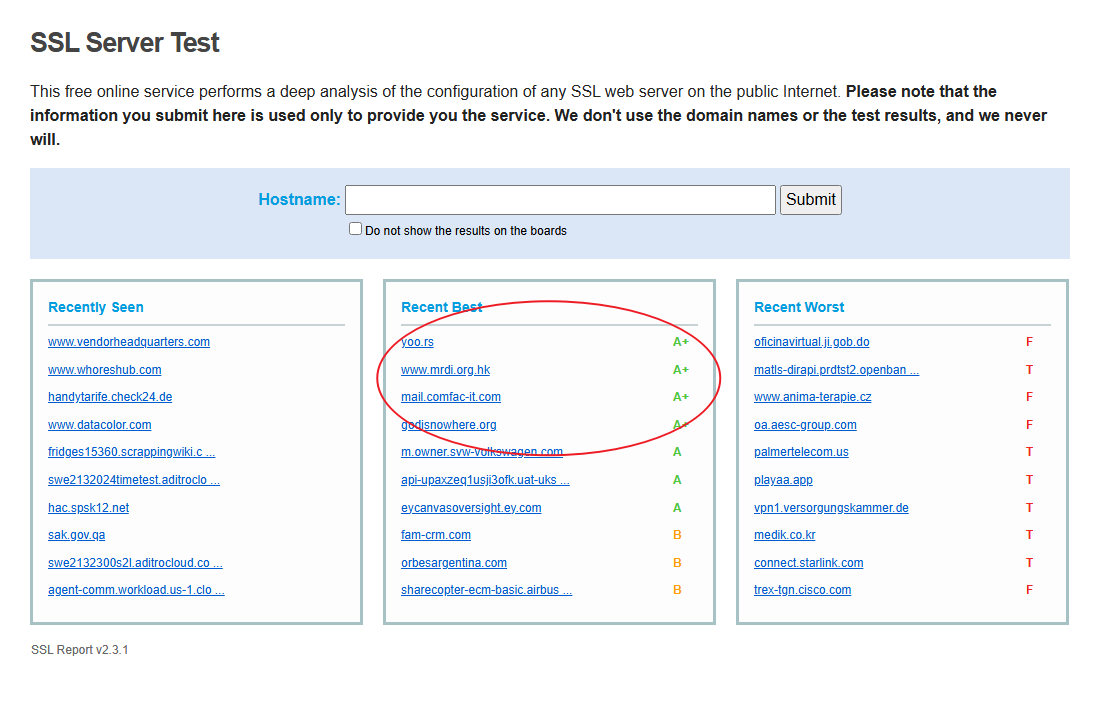 SSL Server Test
This free online service performs a deep analysis of the configuration of any SSL web server on the public Internet. Please note that the
information you submit here is used only to provide you the service. We don't use the domain names or the test results, and we never
will.
Hostname:
Submit
Do not show the results on the boards
Recently Seen
www.vendorheadquarters.com
www.whoreshub.com
handytarife.check24.de
www.datacolor.com
fridges15360.scrappingwiki.c ...
swe2132024timetest.aditroclo ...
hac.spsk12.net
sak.gov.qa
swe2132300s2l.aditrocloud.co ...
agent-comm.workload.us-1.clo ...
Recent Best
yoo.rs A+
www.mrdi.org.hk A+
mail.comfac-it.com A+
godisnowhere.org A+
m.owner.svw-volkswagen.com A
api-upaxzeq1usji3ofk.uat-uks ... A
eycanvasoversight.ey.com A
fam-crm.com B
orbesargentina.com B
sharecopter-ecm-basic.airbus ... B
Recent Worst
oficinavirtual.ji.gob.do F
matls-dirapi.prdtst2.openban ... T
www.anima-terapie.cz F
oa.aesc-group.com F
palmertelecom.us T
playaa.app T
vpn1.versorgungskammer.de T
medik.co.kr T
connect.starlink.com T
trex-tgn.cisco.com F
SSL Report v2.3.1